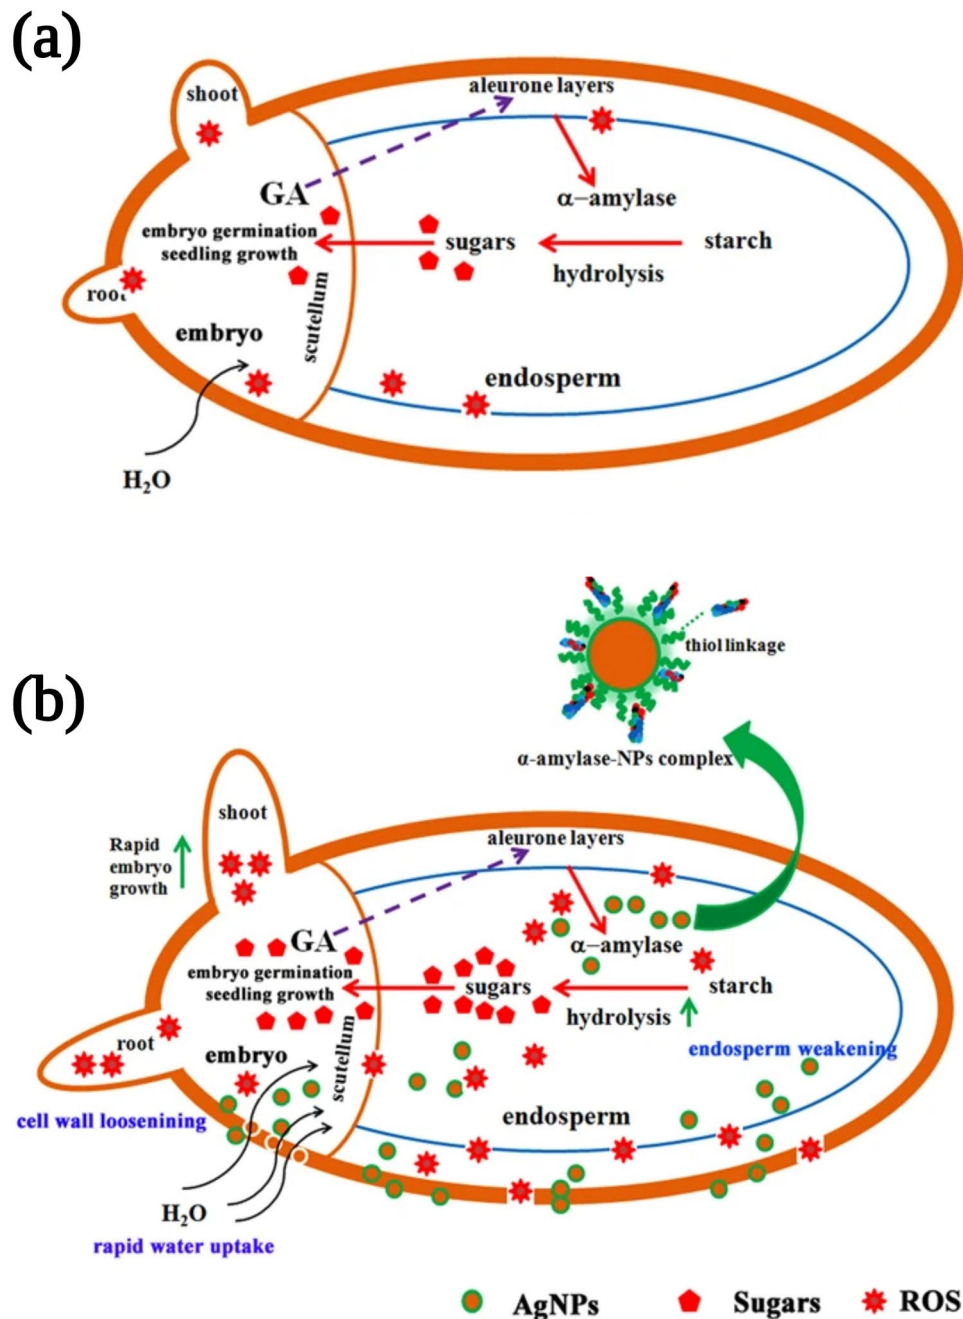 (a)
shoot
aleurone layers
GA
α–amylase
embryo germination
seedling growth
sugars
starch
hydrolysis
root
scutellum
embryo
endosperm
H₂O
thiol linkage
(b)
α-amylase-NPs complex
shoot
aleurone layers
Rapid
embryo
growth
GA
α–amylase
embryo germination
seedling growth
sugars
starch
hydrolysis
root
scutellum
embryo
endosperm weakening
endosperm
cell wall loosenining
H₂O
rapid water uptake
AgNPs
Sugars
ROS